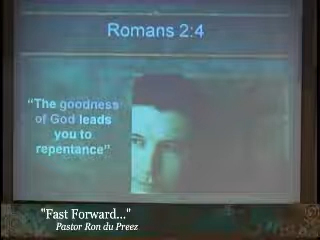 Romans 2:4
“The goodness
of God leads
you to
repentance”
"Fast Forward..."
Pastor Ron du Preez